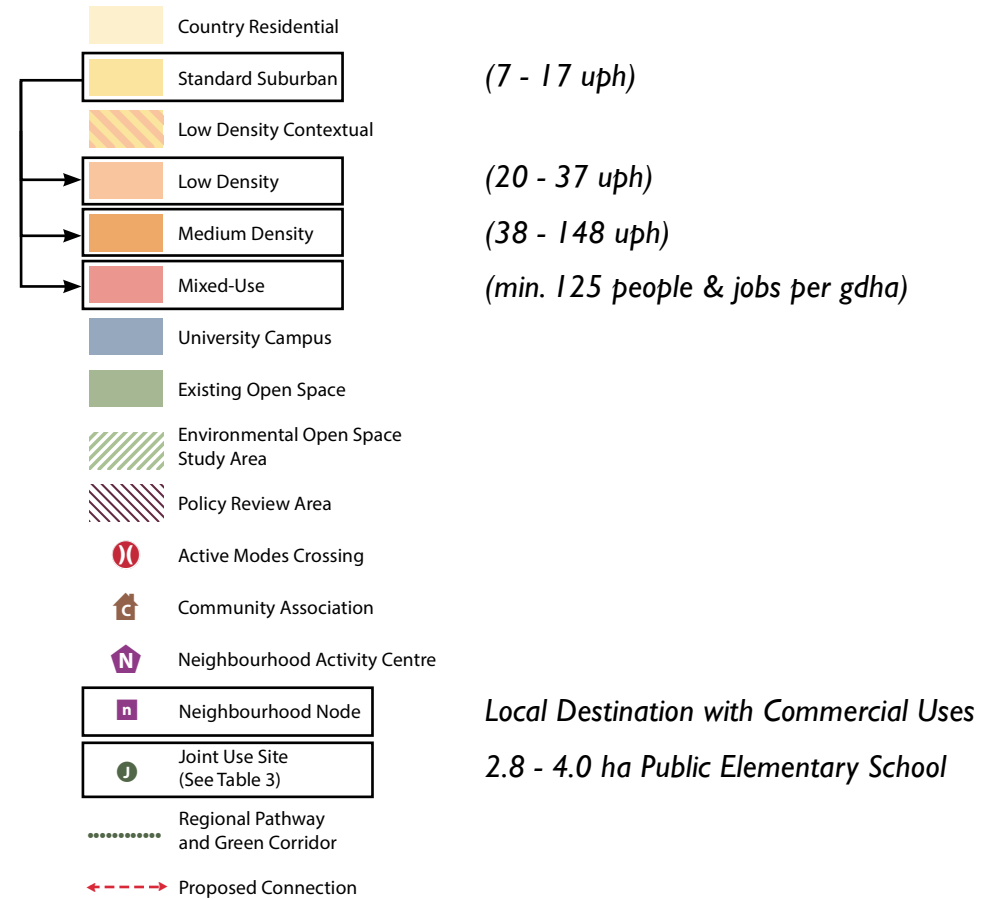 Country Residential
Standard Suburban
(7 - 17 uph)
Low Density Contextual
Low Density
(20 - 37 uph)
Medium Density
(38 - 148 uph)
Mixed-Use
(min. 125 people & jobs per gdha)
University Campus
Existing Open Space
Environmental Open Space
Study Area
Policy Review Area
Active Modes Crossing
C
Community Association
N
Neighbourhood Activity Centre
n
Neighbourhood Node
Local Destination with Commercial Uses
J
Joint Use Site
(See Table 3)
2.8 - 4.0 ha Public Elementary School
Regional Pathway
and Green Corridor
Proposed Connection